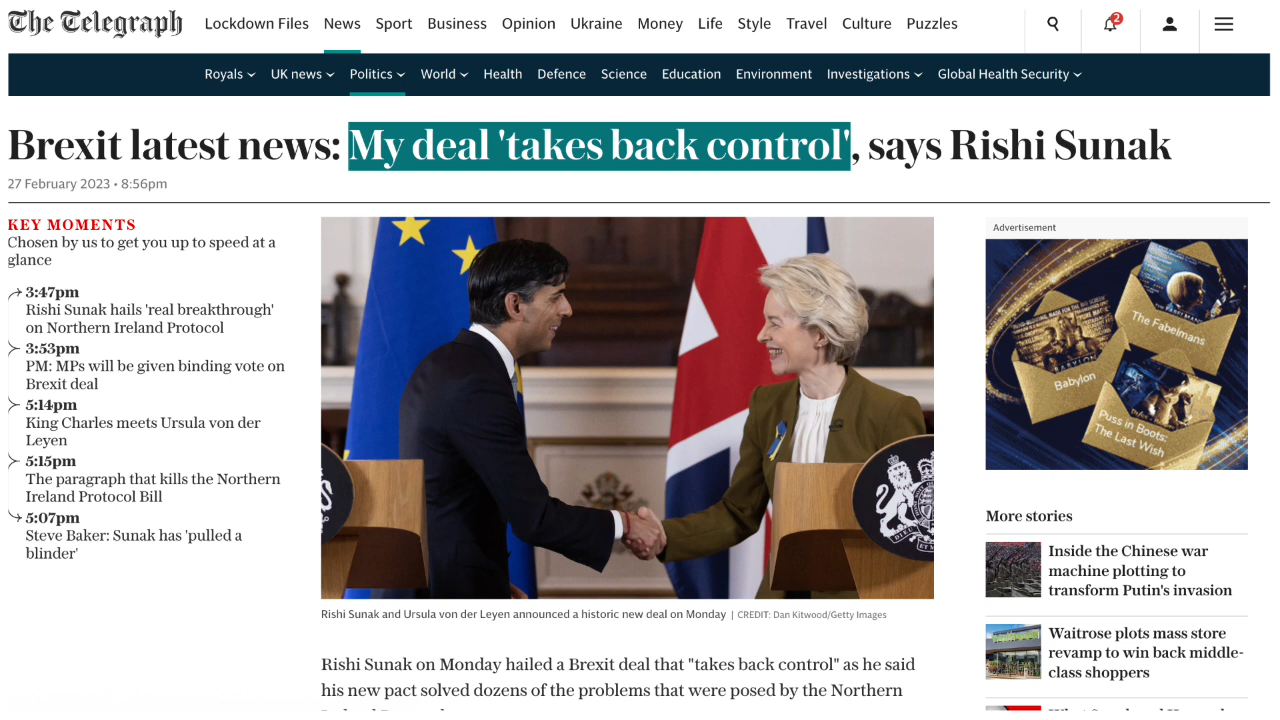 The Telegraph
Lockdown Files News Sport Business Opinion Ukraine Money Life Style Travel Culture Puzzles
2
Royals UK news Politics World Health Defence Science Education Environment Investigations Global Health Security
Brexit latest news: My deal 'takes back control', says Rishi Sunak
27 February 2023 • 8:56pm
KEY MOMENTS
Chosen by us to get you up to speed at a
glance
3:47pm
Rishi Sunak hails 'real breakthrough'
on Northern Ireland Protocol
3:53pm
PM: MPs will be given binding vote on
Brexit deal
5:14pm
King Charles meets Ursula von der
Leyen
5:15pm
The paragraph that kills the Northern
Ireland Protocol Bill
5:07pm
Steve Baker: Sunak has 'pulled a
blinder'
Rishi Sunak and Ursula von der Leyen announced a historic new deal on Monday | CREDIT: Dan Kitwood/Getty Images
Rishi Sunak on Monday hailed a Brexit deal that "takes back control" as he said
his new pact solved dozens of the problems that were posed by the Northern
Advertisement
The Fabelmans
BABYLON
Babylon
Puss in Boots:
The Last Wish
More stories
Inside the Chinese war
machine plotting to
transform Putin's invasion
Waitrose plots mass store
revamp to win back middle-
class shoppers